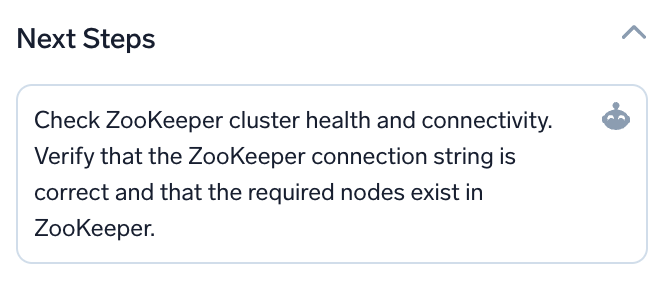 Next Steps
Check ZooKeeper cluster health and connectivity.
Verify that the ZooKeeper connection string is
correct and that the required nodes exist in
ZooKeeper.